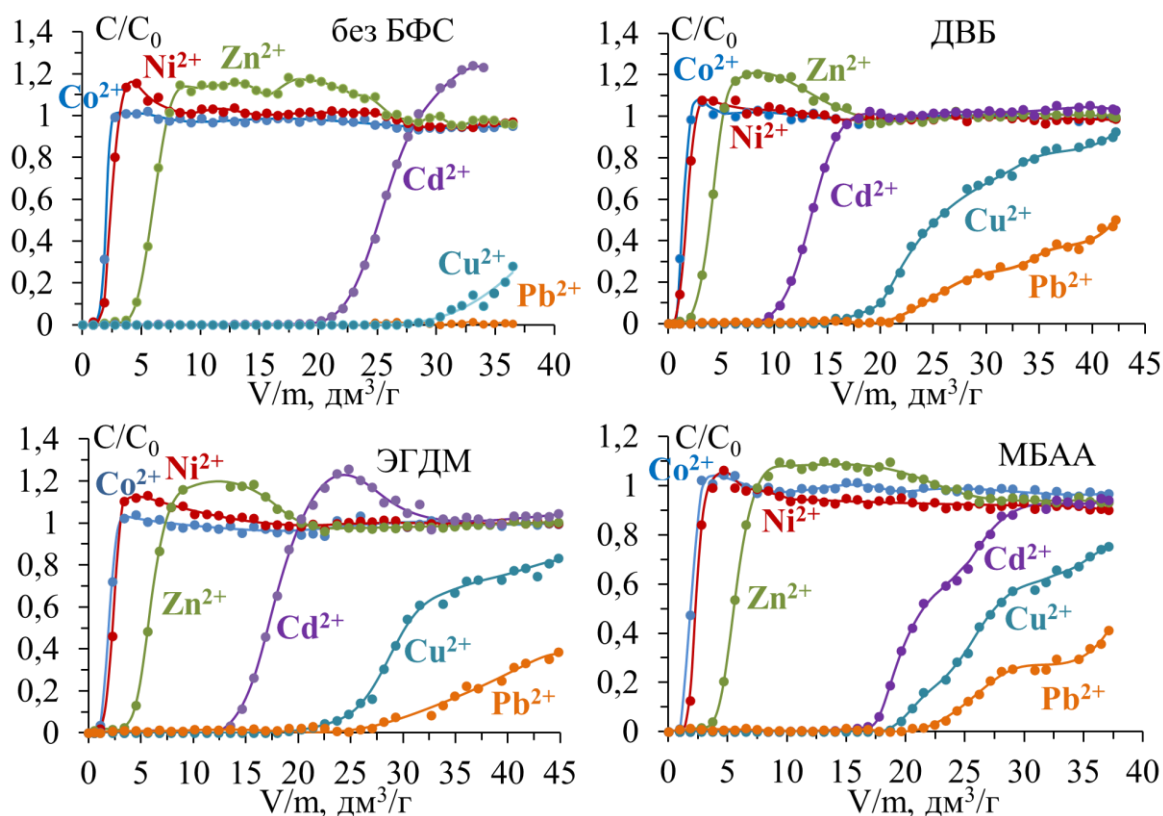 C/C₀
без БФС
1,4
1,2
1
0,8
0,6
0,4
0,2
0
Co²⁺
Ni²⁺
Zn²⁺
Cd²⁺
Cu²⁺
Pb²⁺
0 5 10 15 20 25 30 35 40
V/m, дм³/г
C/C₀
ДВБ
1,4
1,2
1
0,8
0,6
0,4
0,2
0
Co²⁺
Zn²⁺
Ni²⁺
Cd²⁺
Cu²⁺
Pb²⁺
0 5 10 15 20 25 30 35 40 45
V/m, дм³/г
C/C₀
ЭГДМ
1,4
1,2
1
0,8
0,6
0,4
0,2
0
Co²⁺
Ni²⁺
Zn²⁺
Cd²⁺
Cu²⁺
Pb²⁺
0 5 10 15 20 25 30 35 40 45
V/m, дм³/г
C/C₀
МБАА
1,2
1
0,8
0,6
0,4
0,2
0
Co²⁺
Ni²⁺
Zn²⁺
Cd²⁺
Cu²⁺
Pb²⁺
0 5 10 15 20 25 30 35 40
V/m, дм³/г